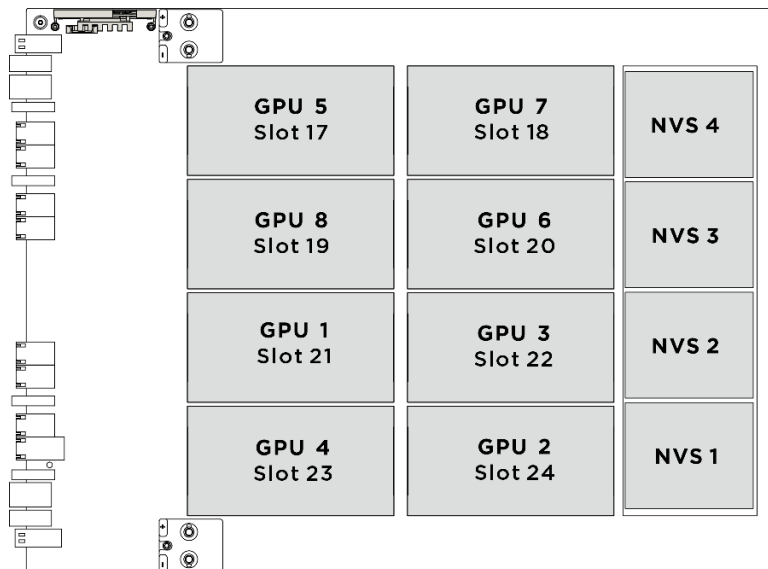 GPU 5
Slot 17
GPU 7
Slot 18
NVS 4
GPU 8
Slot 19
GPU 6
Slot 20
NVS 3
GPU 1
Slot 21
GPU 3
Slot 22
NVS 2
GPU 4
Slot 23
GPU 2
Slot 24
NVS 1